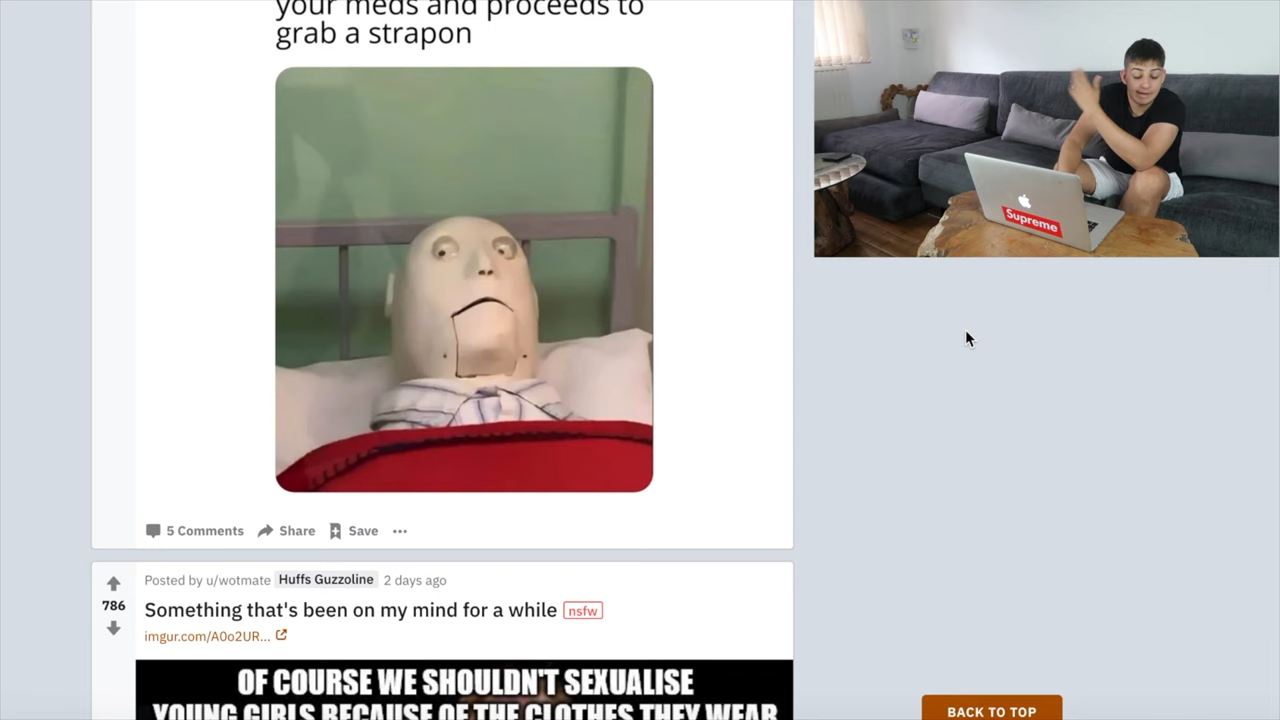 your meds and proceeds to
grab a strapon
Supreme
5 Comments
Share
Save
Posted by u/wotmate Huffs Guzzoline 2 days ago
786
Something that's been on my mind for a while nsfw
imgur.com/A0o2UR...
OF COURSE WE SHOULDN'T SEXUALISE
YOUNG GIRLS BECAUSE OF THE CLOTHES THEY WEAR
BACK TO TOP